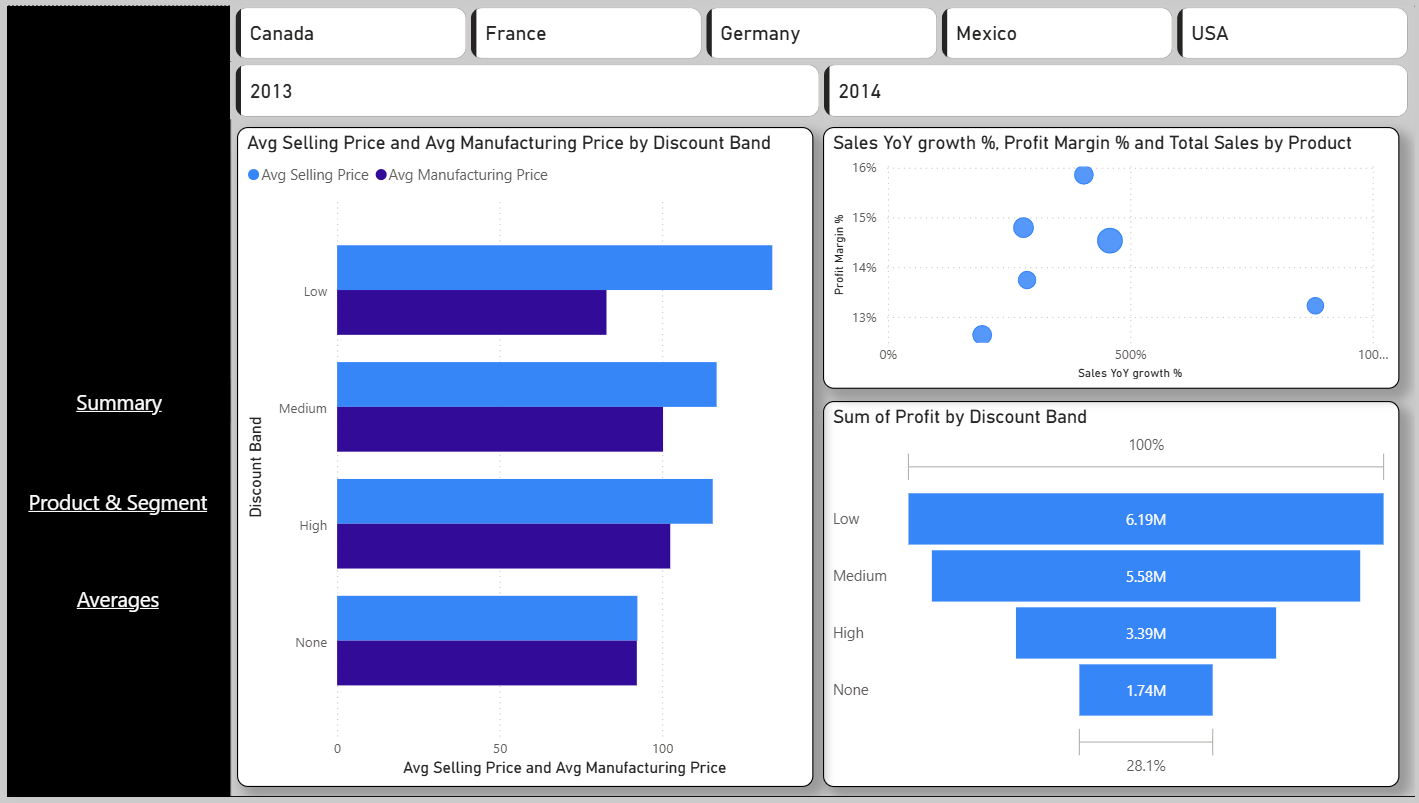 Canada
France
Germany
Mexico
USA
2013
2014
Summary
Product & Segment
Averages
Avg Selling Price and Avg Manufacturing Price by Discount Band
Avg Selling Price
Avg Manufacturing Price
Discount Band
Low
Medium
High
None
0
50
100
Avg Selling Price and Avg Manufacturing Price
Sales YoY growth %, Profit Margin % and Total Sales by Product
Profit Margin %
16%
15%
14%
13%
0%
500%
100...
Sales YoY growth %
Sum of Profit by Discount Band
100%
Low
6.19M
Medium
5.58M
High
3.39M
None
1.74M
28.1%